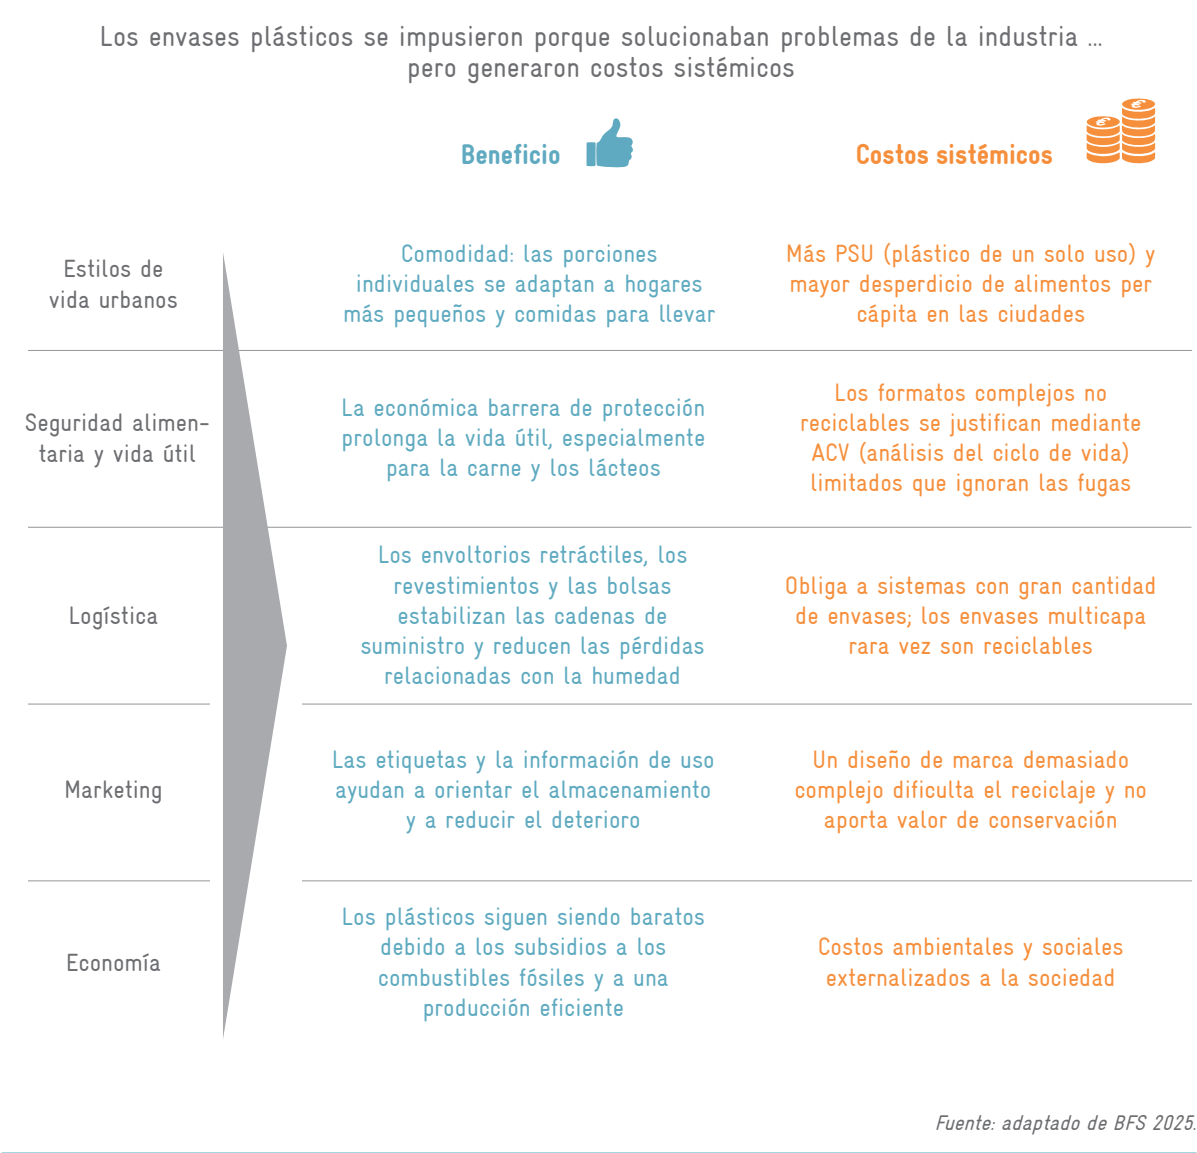 Los envases plásticos se impusieron porque solucionaban problemas de la industria ...
pero generaron costos sistémicos
Beneficio
Costos sistémicos
Estilos de
vida urbanos
Comodidad: las porciones
individuales se adaptan a hogares
más pequeños y comidas para llevar
Más PSU (plástico de un solo uso) y
mayor desperdicio de alimentos per
cápita en las ciudades
Seguridad alimen-
taria y vida útil
La económica barrera de protección
prolonga la vida útil, especialmente
para la carne y los lácteos
Los formatos complejos no
reciclables se justifican mediante
ACV (análisis del ciclo de vida)
limitados que ignoran las fugas
Logística
Los envoltorios retráctiles, los
revestimientos y las bolsas
estabilizan las cadenas de
suministro y reducen las pérdidas
relacionadas con la humedad
Obliga a sistemas con gran cantidad
de envases; los envases multicapa
rara vez son reciclables
Marketing
Las etiquetas y la información de uso
ayudan a orientar el almacenamiento
y a reducir el deterioro
Un diseño de marca demasiado
complejo dificulta el reciclaje y no
aporta valor de conservación
Economía
Los plásticos siguen siendo baratos
debido a los subsidios a los
combustibles fósiles y a una
producción eficiente
Costos ambientales y sociales
externalizados a la sociedad
Fuente: adaptado de BFS 2025.